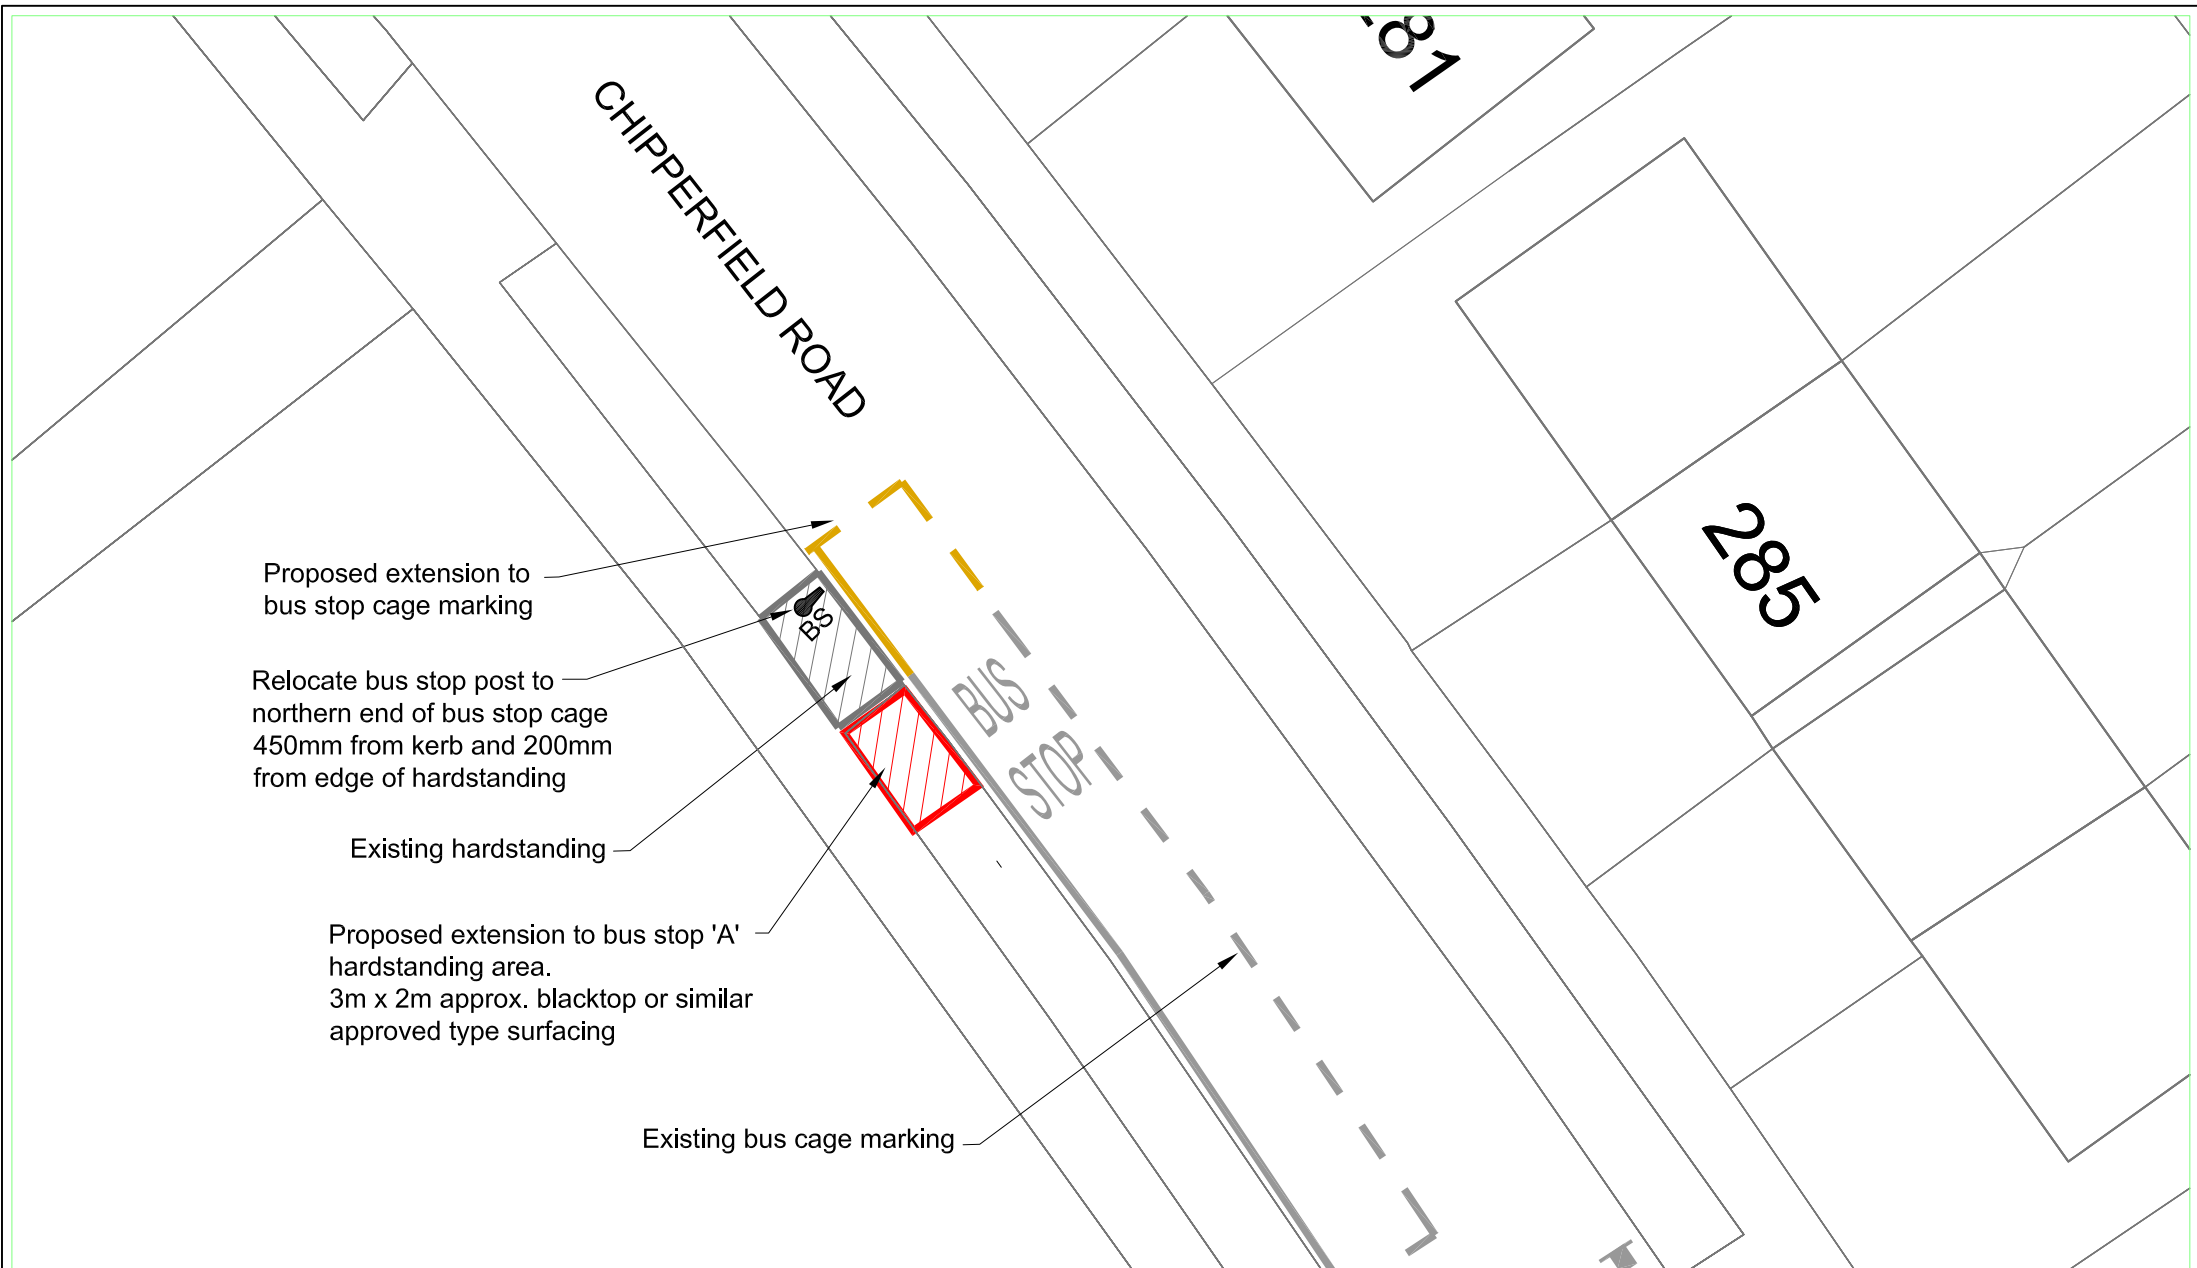 281
CHIPPERFIELD ROAD
285
Proposed extension to
bus stop cage marking
BS
Relocate bus stop post to
northern end of bus stop cage
450mm from kerb and 200mm
from edge of hardstanding
BUS
STOP
Existing hardstanding
Proposed extension to bus stop 'A'
hardstanding area.
3m x 2m approx. blacktop or similar
approved type surfacing
Existing bus cage marking